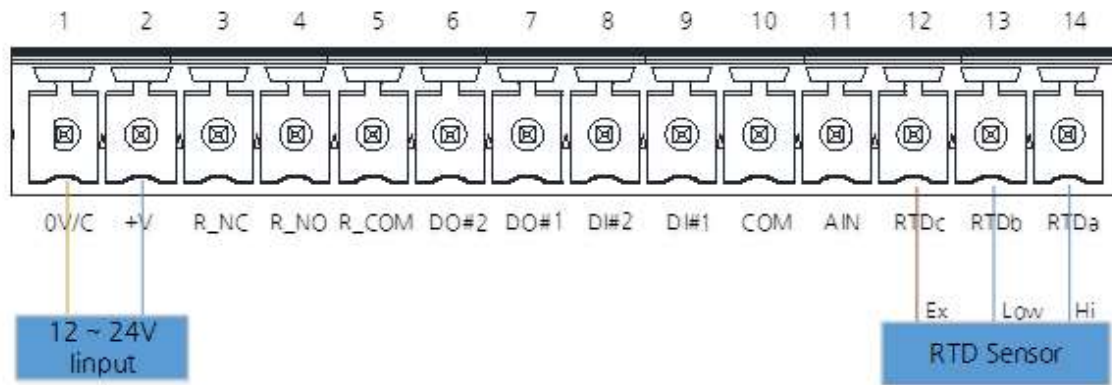 1 2 3 4 5 6 7 8 9 10 11 12 13 14
0V/C +V R_NC R_NO R_COM DO#2 DO#1 DI#2 DI#1 COM AIN RTDc RTDb RTDa
Ex Low Hi
12 ~ 24V
Iinput
RTD Sensor